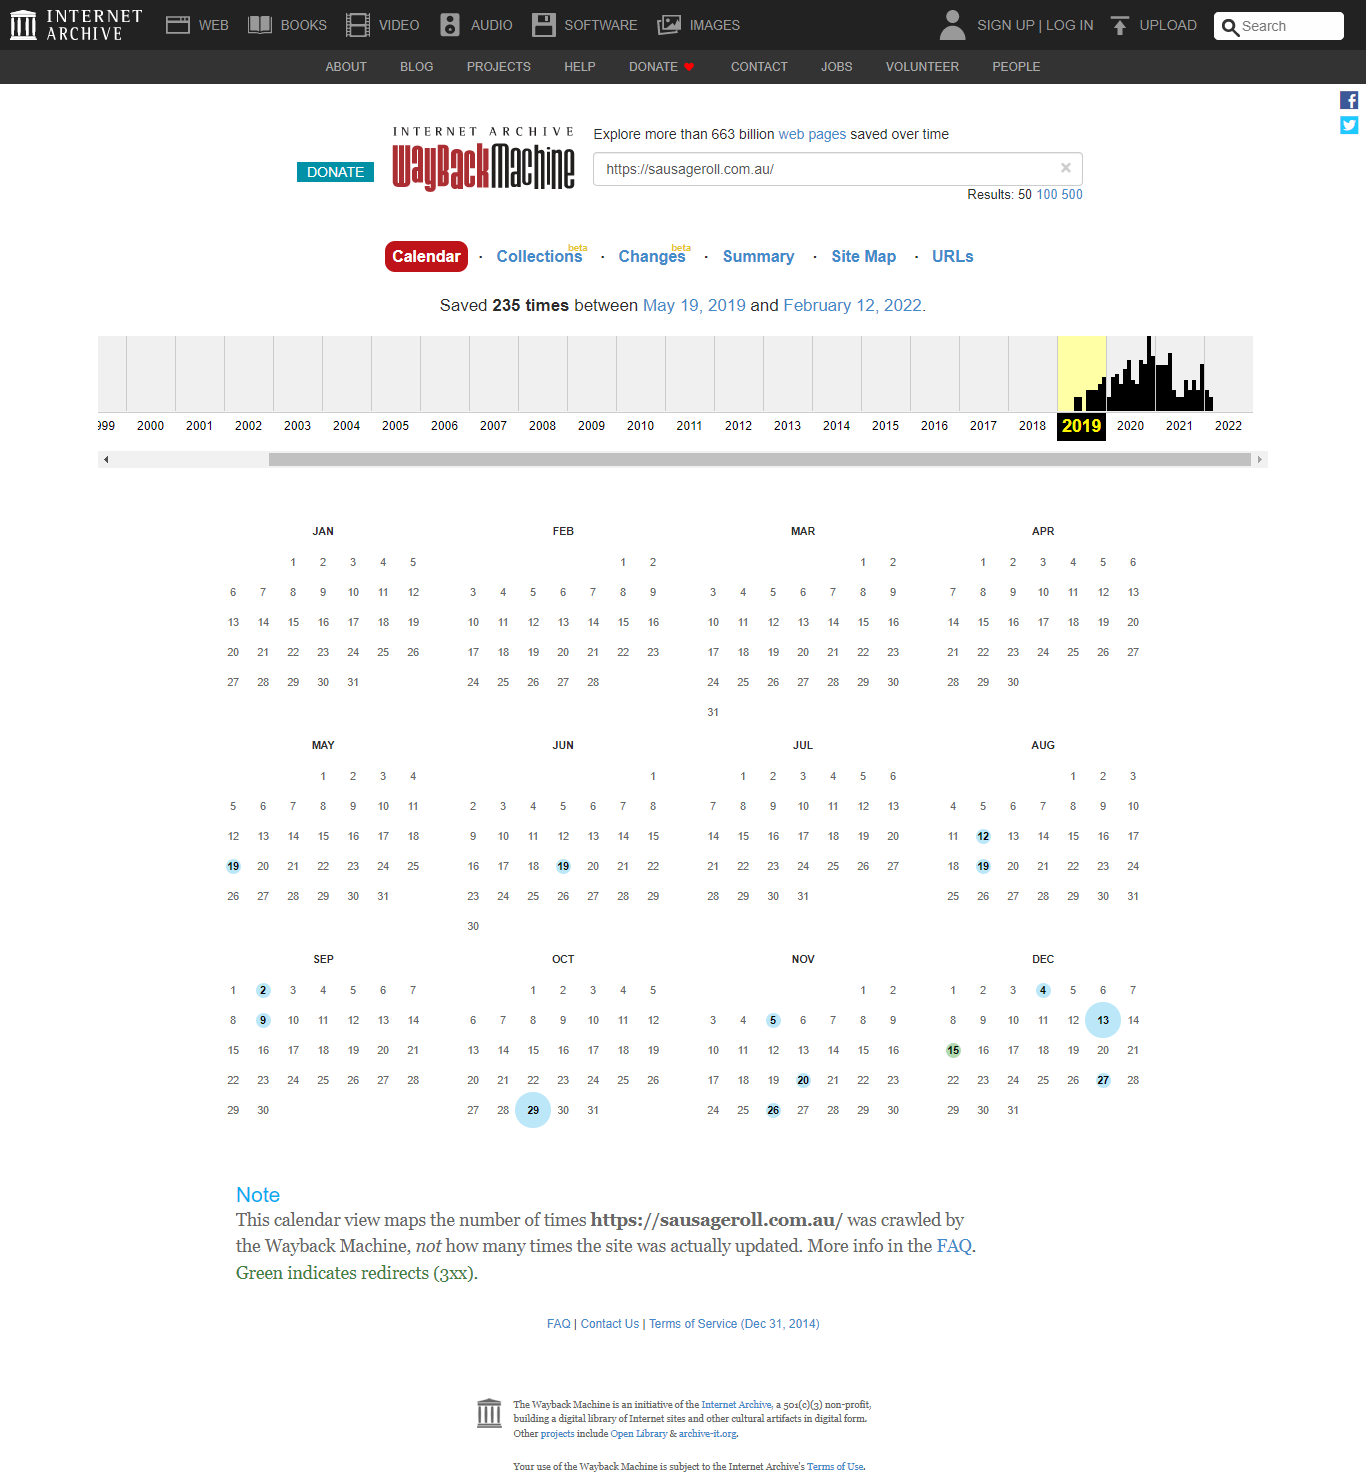 INTERNET ARCHIVE
WEB BOOKS VIDEO AUDIO SOFTWARE IMAGES SIGN UP | LOG IN UPLOAD Search
ABOUT BLOG PROJECTS HELP DONATE CONTACT JOBS VOLUNTEER PEOPLE
DONATE
INTERNET ARCHIVE
WayBackMachine
Explore more than 663 billion web pages saved over time
https://sausageroll.com.au/
Results: 50 100 500
Calendar · Collections beta · Changes beta · Summary · Site Map · URLs
Saved 235 times between May 19, 2019 and February 12, 2022.
999 2000 2001 2002 2003 2004 2005 2006 2007 2008 2009 2010 2011 2012 2013 2014 2015 2016 2017 2018 2019 2020 2021 2022
JAN FEB MAR APR
1 2 3 4 5 1 2 1 2 1 2 3 4 5 6
6 7 8 9 10 11 12 3 4 5 6 7 8 9 3 4 5 6 7 8 9 7 8 9 10 11 12 13
13 14 15 16 17 18 19 10 11 12 13 14 15 16 10 11 12 13 14 15 16 14 15 16 17 18 19 20
20 21 22 23 24 25 26 17 18 19 20 21 22 23 17 18 19 20 21 22 23 21 22 23 24 25 26 27
27 28 29 30 31 24 25 26 27 28 24 25 26 27 28 29 30 28 29 30
31
MAY JUN JUL AUG
1 2 3 4 1 1 2 3 4 5 6 1 2 3
5 6 7 8 9 10 11 2 3 4 5 6 7 8 7 8 9 10 11 12 13 4 5 6 7 8 9 10
12 13 14 15 16 17 18 9 10 11 12 13 14 15 14 15 16 17 18 19 20 11 12 13 14 15 16 17
19 20 21 22 23 24 25 16 17 18 19 20 21 22 21 22 23 24 25 26 27 18 19 20 21 22 23 24
26 27 28 29 30 31 23 24 25 26 27 28 29 28 29 30 31 25 26 27 28 29 30 31
30
SEP OCT NOV DEC
1 2 3 4 5 6 7 1 2 3 4 5 1 2 1 2 3 4 5 6 7
8 9 10 11 12 13 14 6 7 8 9 10 11 12 3 4 5 6 7 8 9 8 9 10 11 12 13 14
15 16 17 18 19 20 21 13 14 15 16 17 18 19 10 11 12 13 14 15 16 15 16 17 18 19 20 21
22 23 24 25 26 27 28 20 21 22 23 24 25 26 17 18 19 20 21 22 23 22 23 24 25 26 27 28
29 30 27 28 29 30 31 24 25 26 27 28 29 30 29 30 31
Note
This calendar view maps the number of times https://sausageroll.com.au/ was crawled by
the Wayback Machine, not how many times the site was actually updated. More info in the FAQ.
Green indicates redirects (3xx).
FAQ | Contact Us | Terms of Service (Dec 31, 2014)
The Wayback Machine is an initiative of the Internet Archive, a 501(c)(3) non-profit,
building a digital library of Internet sites and other cultural artifacts in digital form.
Other projects include Open Library & archive-it.org.
Your use of the Wayback Machine is subject to the Internet Archive's Terms of Use.